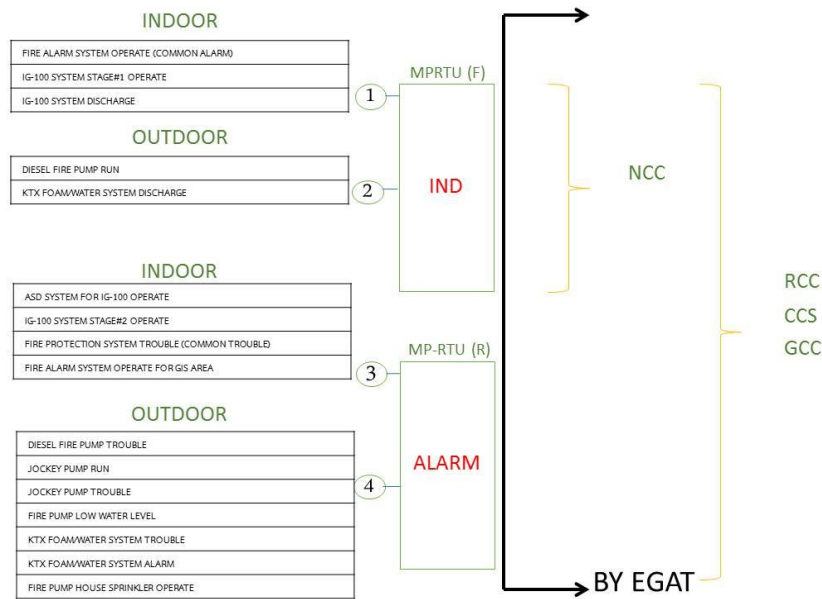 INDOOR
FIRE ALARM SYSTEM OPERATE (COMMON ALARM)
IG-100 SYSTEM STAGE#1 OPERATE
IG-100 SYSTEM DISCHARGE
1
MPRTU (F)
OUTDOOR
DIESEL FIRE PUMP RUN
KTX FOAM/WATER SYSTEM DISCHARGE
2
IND
NCC
INDOOR
ASD SYSTEM FOR IG-100 OPERATE
IG-100 SYSTEM STAGE#2 OPERATE
FIRE PROTECTION SYSTEM TROUBLE (COMMON TROUBLE)
FIRE ALARM SYSTEM OPERATE FOR GIS AREA
3
MP-RTU (R)
RCC
CCS
GCC
OUTDOOR
DIESEL FIRE PUMP TROUBLE
JOCKEY PUMP RUN
JOCKEY PUMP TROUBLE
FIRE PUMP LOW WATER LEVEL
KTX FOAM/WATER SYSTEM TROUBLE
KTX FOAM/WATER SYSTEM ALARM
FIRE PUMP HOUSE SPRINKLER OPERATE
4
ALARM
BY EGAT